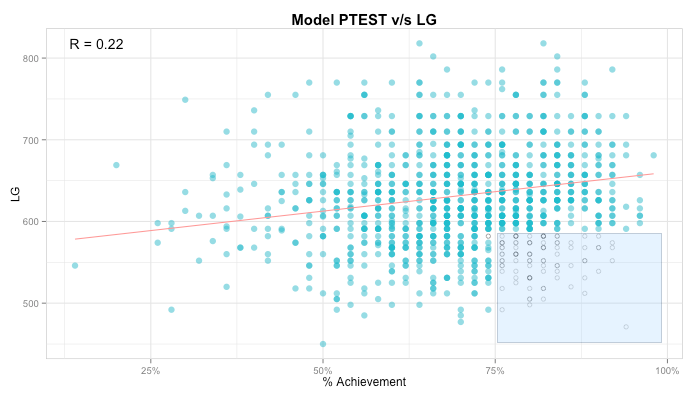 Model PTEST v/s LG
R = 0.22
800
700
600
500
LG
25%
50%
75%
100%
% Achievement